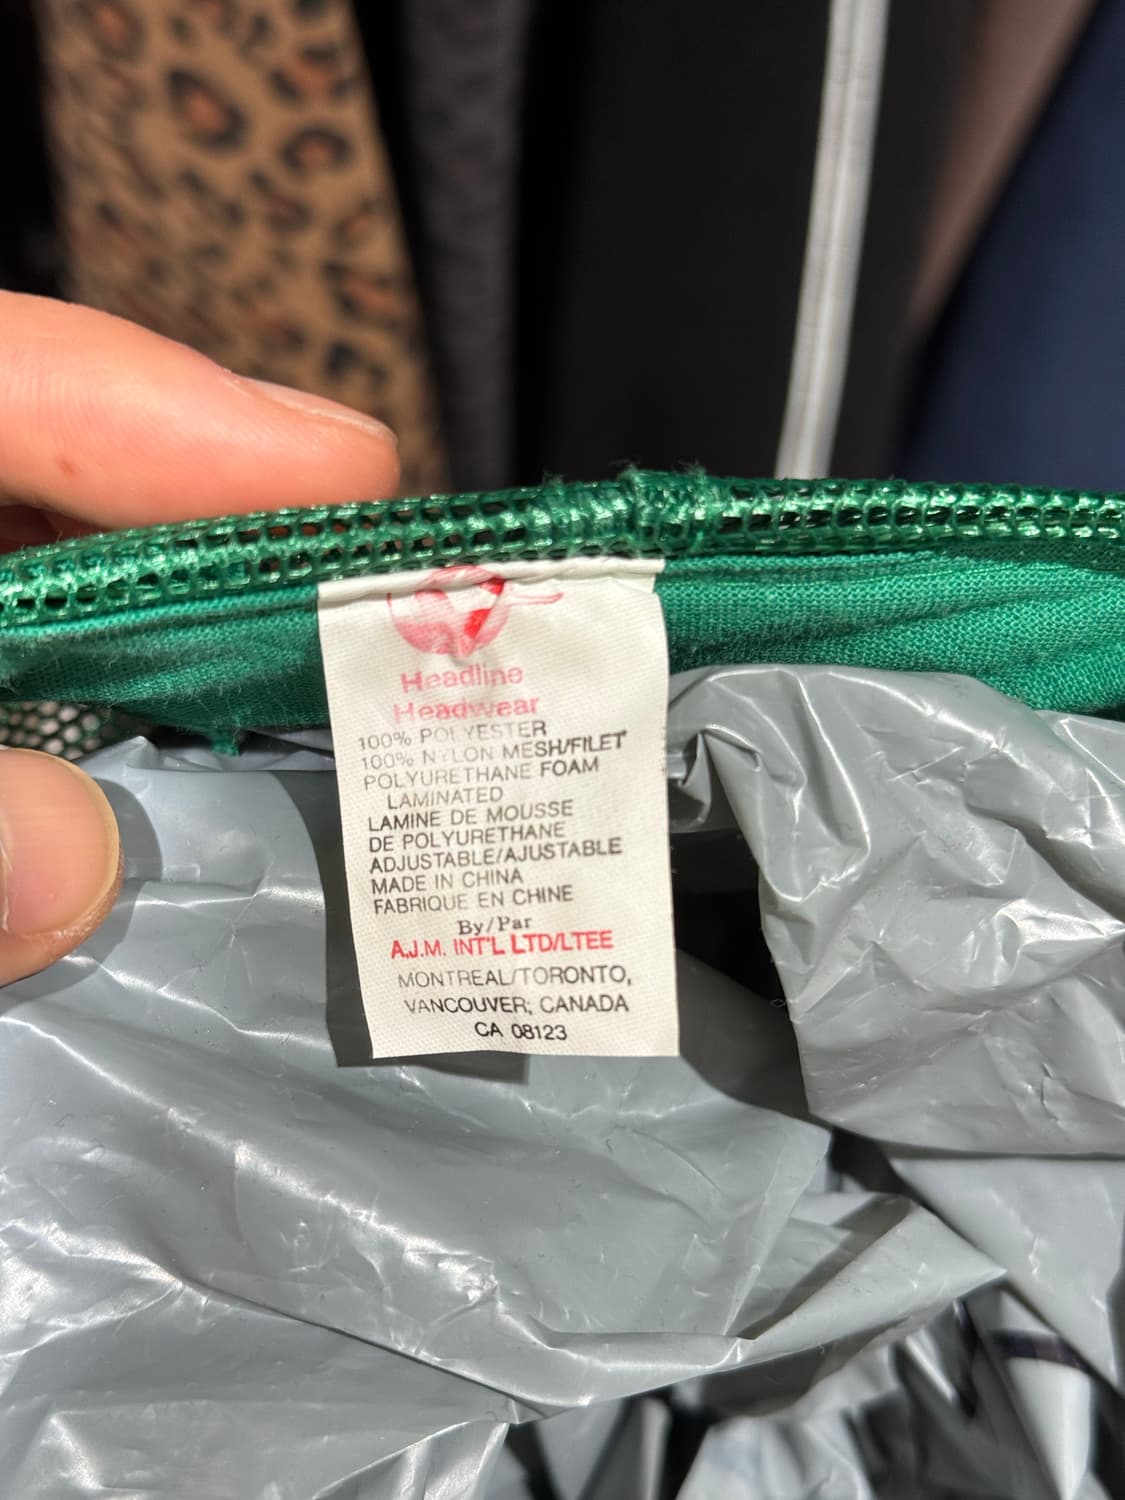 Headline
Headwear
100% POLYESTER
100% NYLON MESH/FILET
POLYURETHANE FOAM
LAMINATED
LAMINE DE MOUSSE
DE POLYURETHANE
ADJUSTABLE/AJUSTABLE
MADE IN CHINA
FABRIQUE EN CHINE
By/Par
A.J.M. INT'L LTD/LTEE
MONTREAL/TORONTO,
VANCOUVER; CANADA
CA 08123